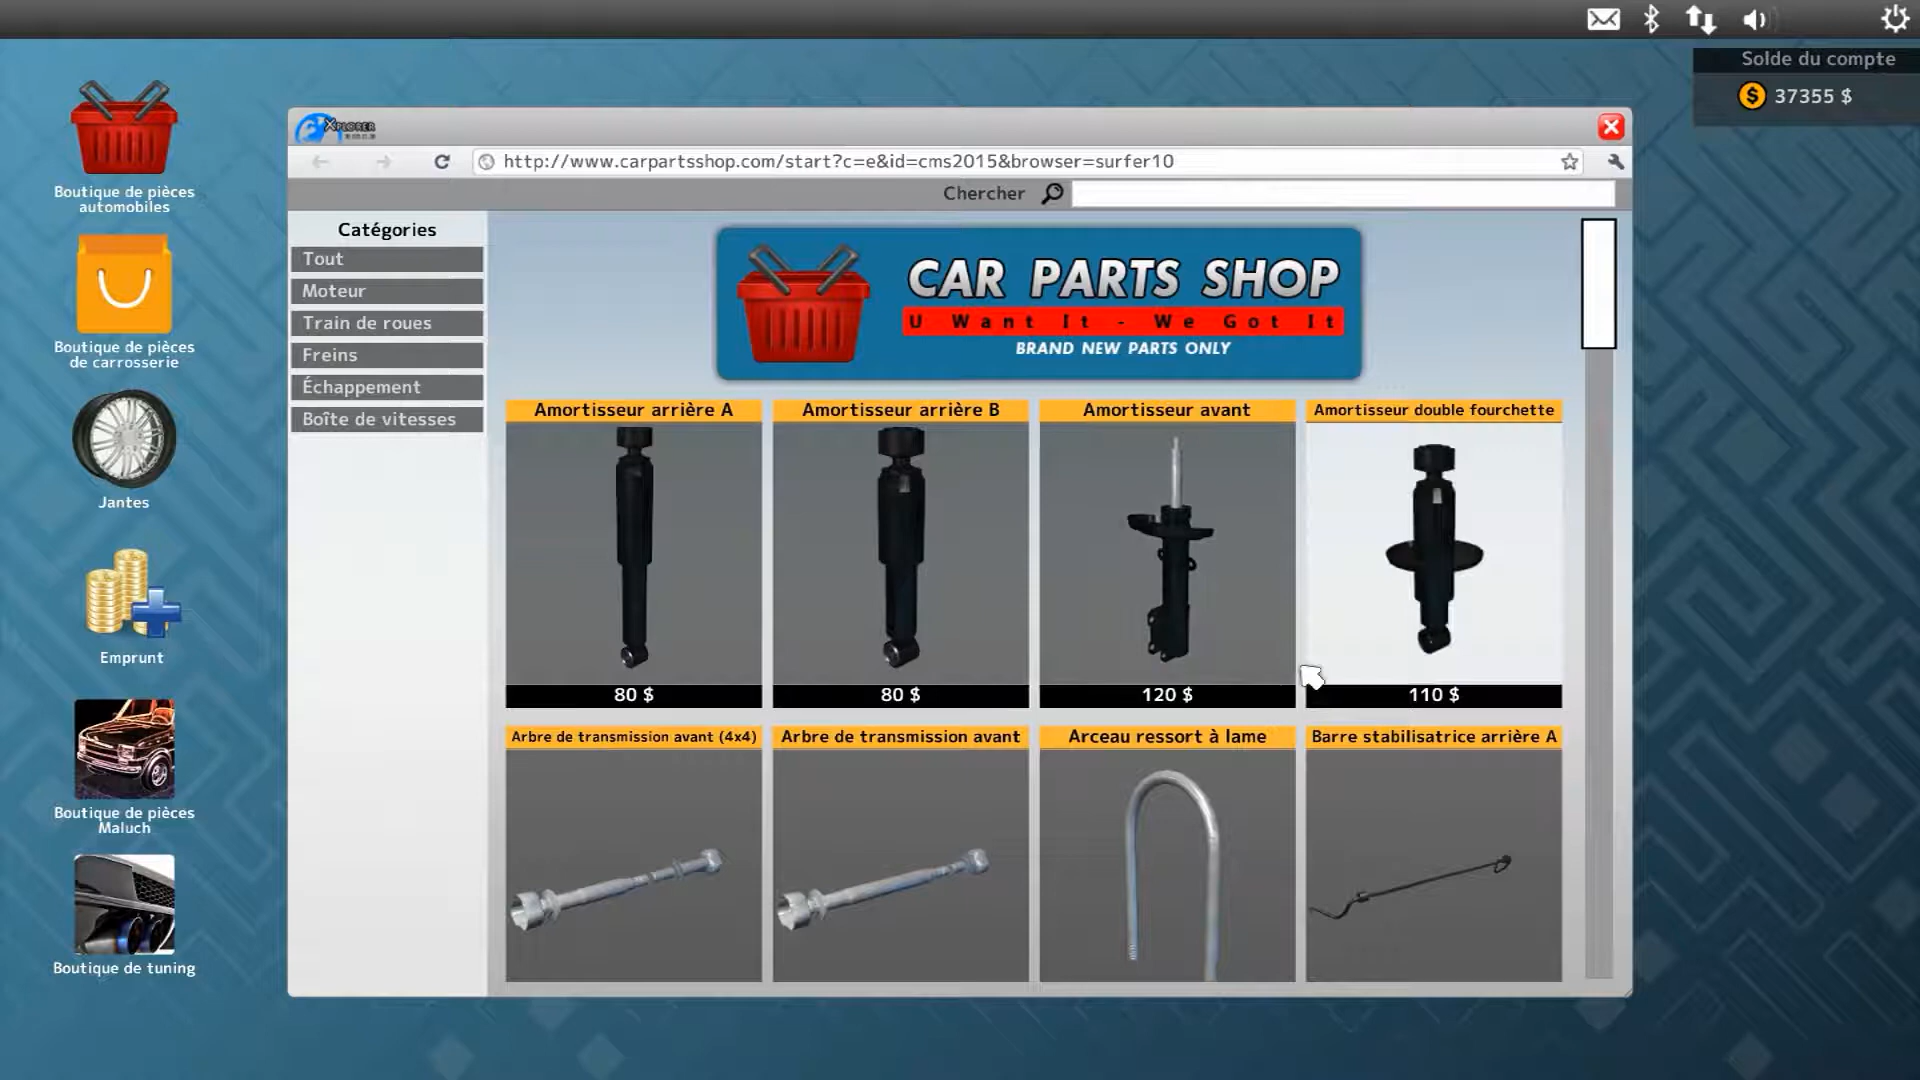 Solde du compte
37355 $
Boutique de pièces
automobiles
Boutique de pièces
de carrosserie
Jantes
Emprunt
Boutique de pièces
Maluch
Boutique de tuning
XPLORER
http://www.carpartsshop.com/start?c=e&id=cms2015&browser=surfer10
Chercher
Catégories
Tout
Moteur
Train de roues
Freins
Échappement
Boîte de vitesses
CAR PARTS SHOP
U Want It - We Got It
BRAND NEW PARTS ONLY
Amortisseur arrière A
Amortisseur arrière B
Amortisseur avant
Amortisseur double fourchette
80 $
80 $
120 $
110 $
Arbre de transmission avant (4x4)
Arbre de transmission avant
Arceau ressort à lame
Barre stabilisatrice arrière A